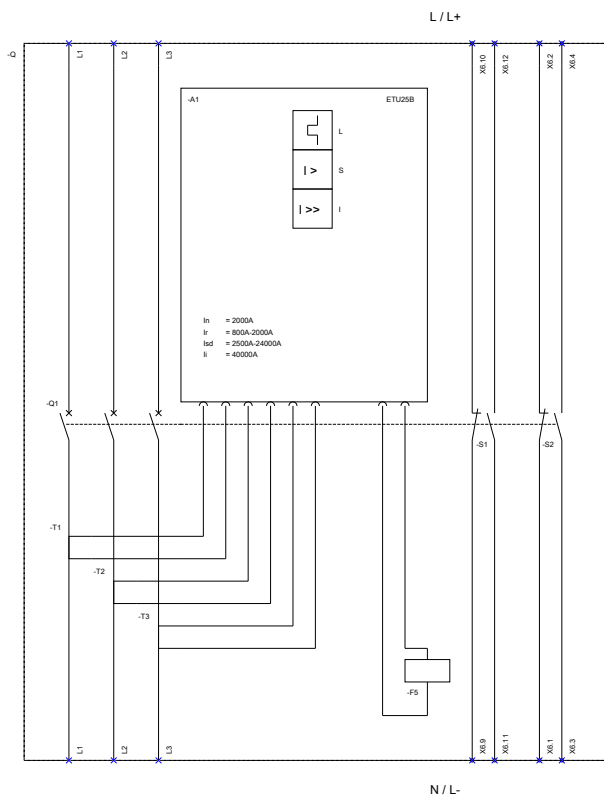 L / L+
-Q
L1
L2
L3
X6.10
X6.12
X6.2
X6.4
-A1
ETU25B
L
I >
S
I >>
I
In = 2000A
Ir = 800A-2000A
Isd = 2500A-24000A
Ii = 40000A
-Q1
-S1
-S2
-T1
-T2
-T3
-F5
L1
L2
L3
X6.9
X6.11
X6.1
X6.3
N / L-